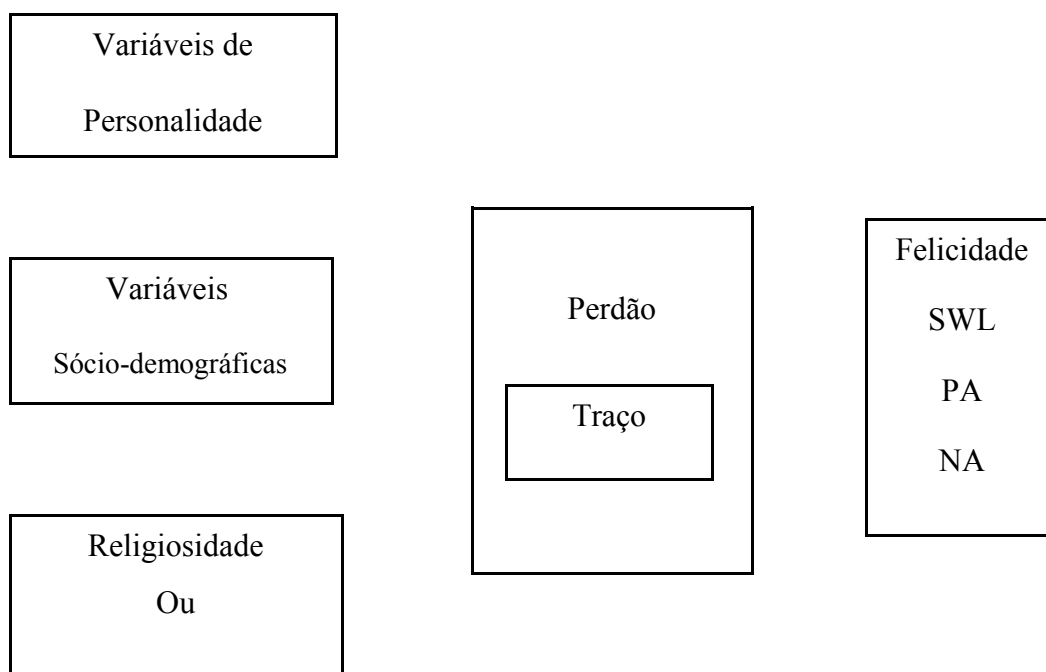 Variáveis de
Personalidade
Variáveis
Sócio-demográficas
Religiosidade
Ou
Perdão
Traço
Felicidade
SWL
PA
NA